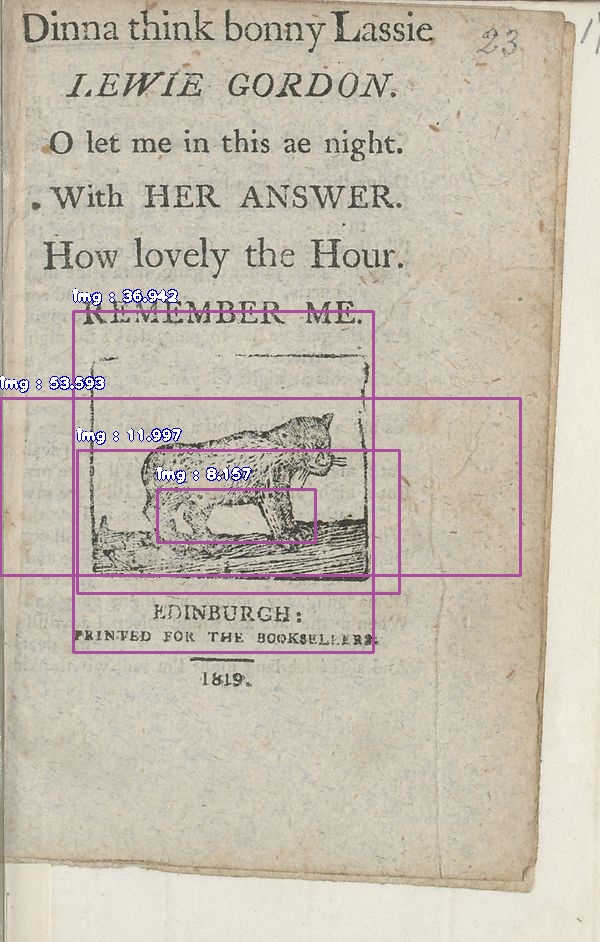 Dinna think bonny Lassie
23
LEWIE GORDON.
O let me in this ae night.
With HER ANSWER.
How lovely the Hour.
img : 36.942
REMEMBER ME.
img : 53.593
img : 11.997
img : 8.157
EDINBURGH:
PRINTED FOR THE BOOKSELLERS.
1819.